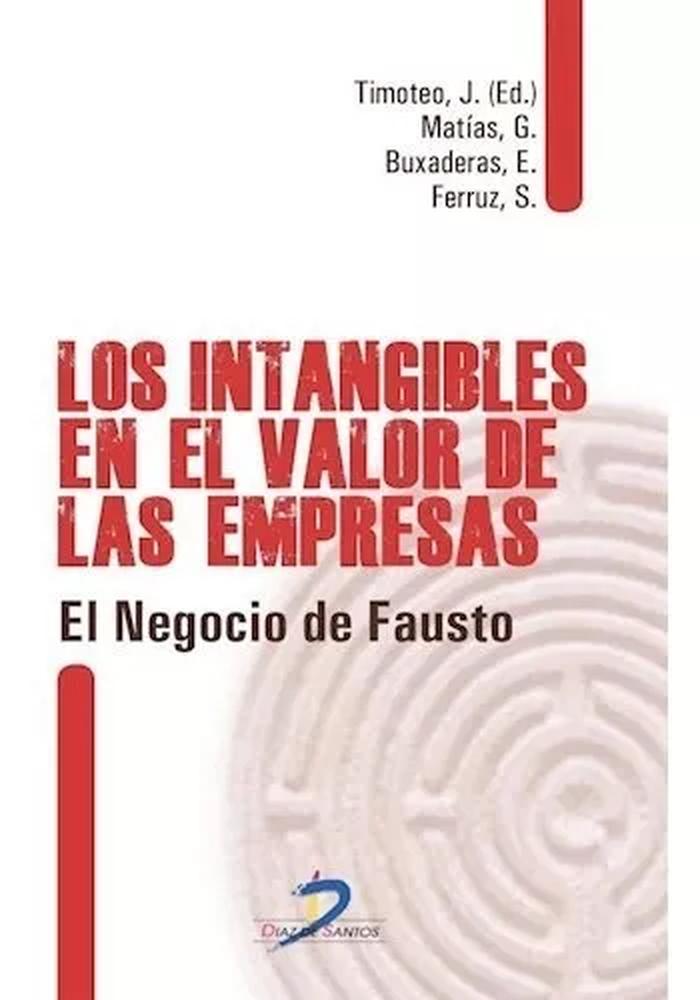 Timoteo, J. (Ed.)
Matías, G.
Buxaderas, E.
Ferruz, S.
LOS INTANGIBLES
EN EL VALOR DE
LAS EMPRESAS
El Negocio de Fausto
DIAZ DE SANTOS